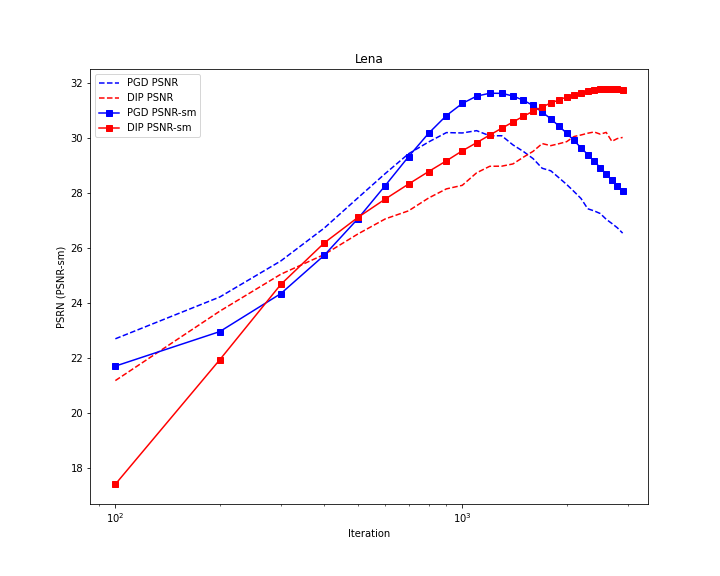 Lena
PGD PSNR
DIP PSNR
PGD PSNR-sm
DIP PSNR-sm
32
30
28
26
24
22
20
18
PSRN (PSNR-sm)
10²
10³
Iteration